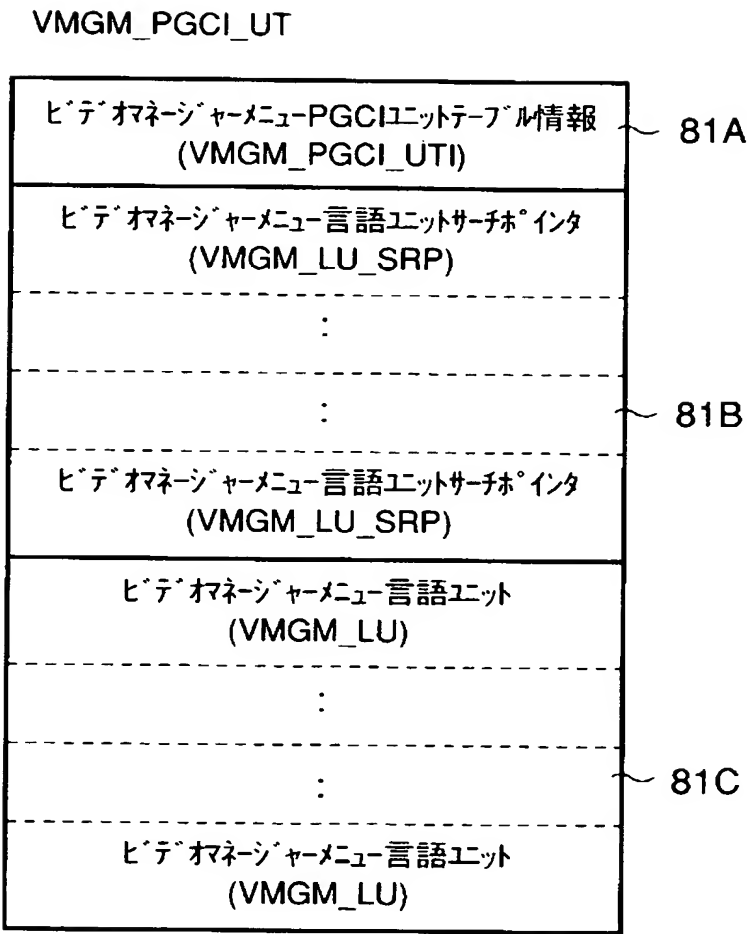 VMGM_PGCI_UT
ビデオマネージャーメニューPGCIユニットテーブル情報
(VMGM_PGCI_UTI)
81A
ビデオマネージャーメニュー言語ユニットサーチポインタ
(VMGM_LU_SRP)
:
:
81B
ビデオマネージャーメニュー言語ユニットサーチポインタ
(VMGM_LU_SRP)
ビデオマネージャーメニュー言語ユニット
(VMGM_LU)
:
:
81C
ビデオマネージャーメニュー言語ユニット
(VMGM_LU)